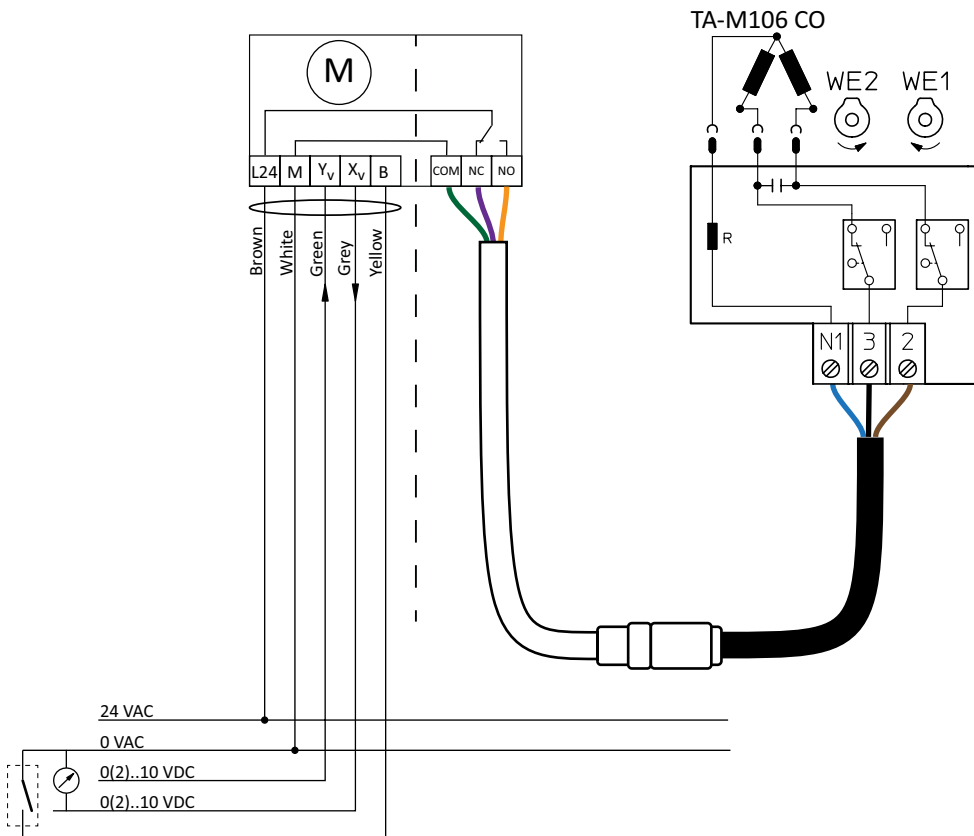 TA-M106 CO
M
WE2 WE1
L24 M Yv Xv B COM NC NO
R
Brown
White
Green
Grey
Yellow
N1 3 2
24 VAC
0 VAC
0(2)..10 VDC
0(2)..10 VDC